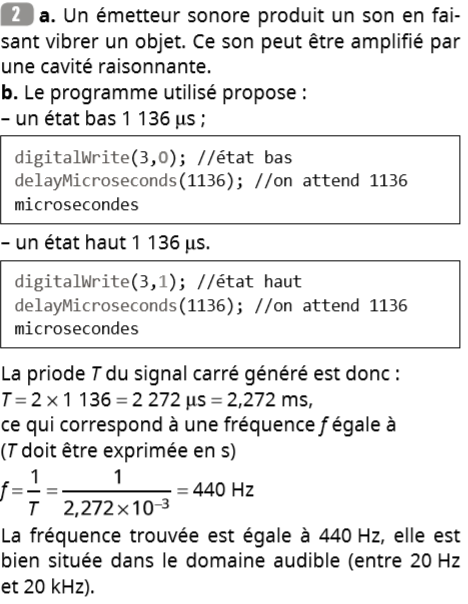 2 a. Un émetteur sonore produit un son en fai-
sant vibrer un objet. Ce son peut être amplifié par
une cavité raisonnante.
b. Le programme utilisé propose :
– un état bas 1 136 μs ;
digitalWrite(3,0); //état bas
delayMicroseconds(1136); //on attend 1136
microsecondes
– un état haut 1 136 μs.
digitalWrite(3,1); //état haut
delayMicroseconds(1136); //on attend 1136
microsecondes
La priode T du signal carré généré est donc :
T = 2 × 1 136 = 2 272 μs = 2,272 ms,
ce qui correspond à une fréquence f égale à
(T doit être exprimée en s)
f = 1/T = 1/(2,272 × 10⁻³) = 440 Hz
La fréquence trouvée est égale à 440 Hz, elle est
bien située dans le domaine audible (entre 20 Hz
et 20 kHz).